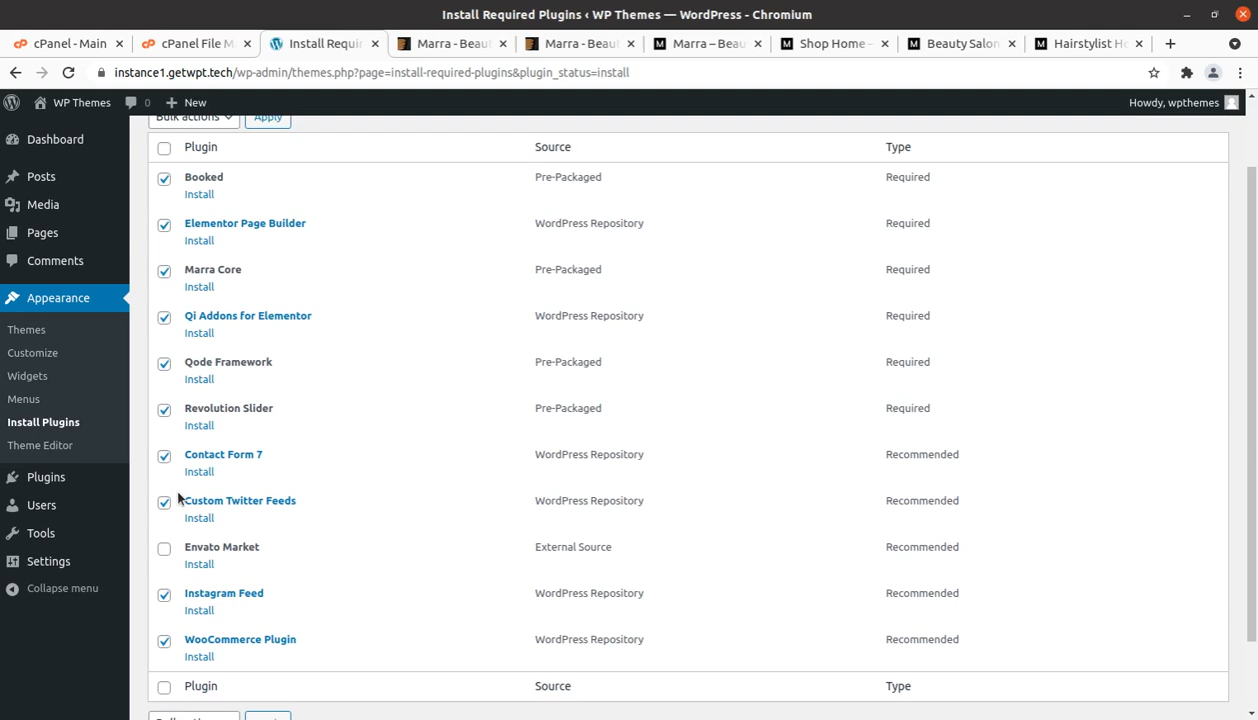 Install Required Plugins ‹ WP Themes — WordPress - Chromium
cPanel - Main
cPanel File M
Install Requi
Marra - Beaut
Marra - Beaut
Marra – Beau
Shop Home –
Beauty Salon
Hairstylist Ho
instance1.getwpt.tech/wp-admin/themes.php?page=install-required-plugins&plugin_status=install
WP Themes 0 New Howdy, wpthemes
Dashboard
Posts
Media
Pages
Comments
Appearance
Themes
Customize
Widgets
Menus
Install Plugins
Theme Editor
Plugins
Users
Tools
Settings
Collapse menu
Bulk actions Apply
Plugin Source Type
Booked Pre-Packaged Required
Install
Elementor Page Builder WordPress Repository Required
Install
Marra Core Pre-Packaged Required
Install
Qi Addons for Elementor WordPress Repository Required
Install
Qode Framework Pre-Packaged Required
Install
Revolution Slider Pre-Packaged Required
Install
Contact Form 7 WordPress Repository Recommended
Install
Custom Twitter Feeds WordPress Repository Recommended
Install
Envato Market External Source Recommended
Install
Instagram Feed WordPress Repository Recommended
Install
WooCommerce Plugin WordPress Repository Recommended
Install
Plugin Source Type